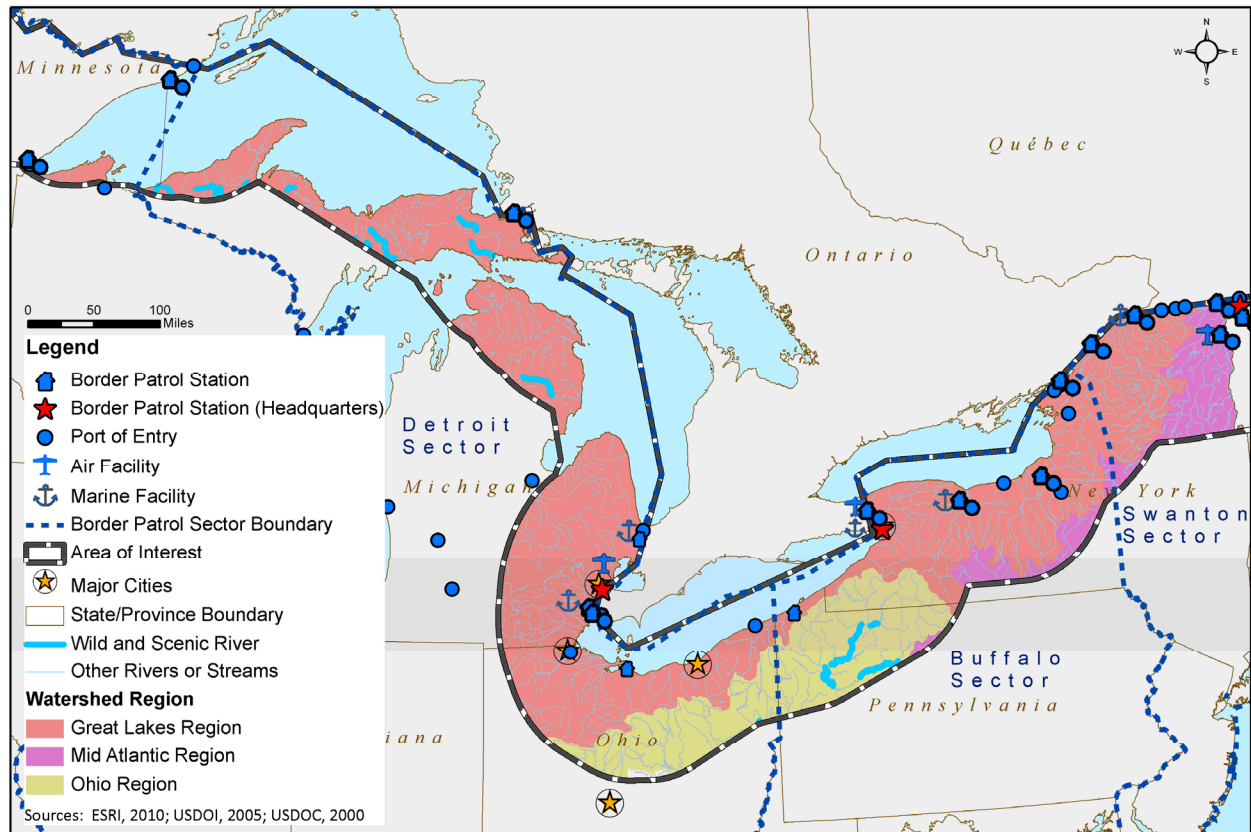 N
W E
S
Minnesota
Québec
Ontario
0 50 100
Miles
Legend
Border Patrol Station
Border Patrol Station (Headquarters)
Port of Entry
Air Facility
Marine Facility
Border Patrol Sector Boundary
Area of Interest
Major Cities
State/Province Boundary
Wild and Scenic River
Other Rivers or Streams
Watershed Region
Great Lakes Region
Mid Atlantic Region
Ohio Region
Sources: ESRI, 2010; USDOI, 2005; USDOC, 2000
Detroit
Sector
Michigan
New York
Swanton
Sector
Buffalo
Sector
Pennsylvania
iana
Ohio